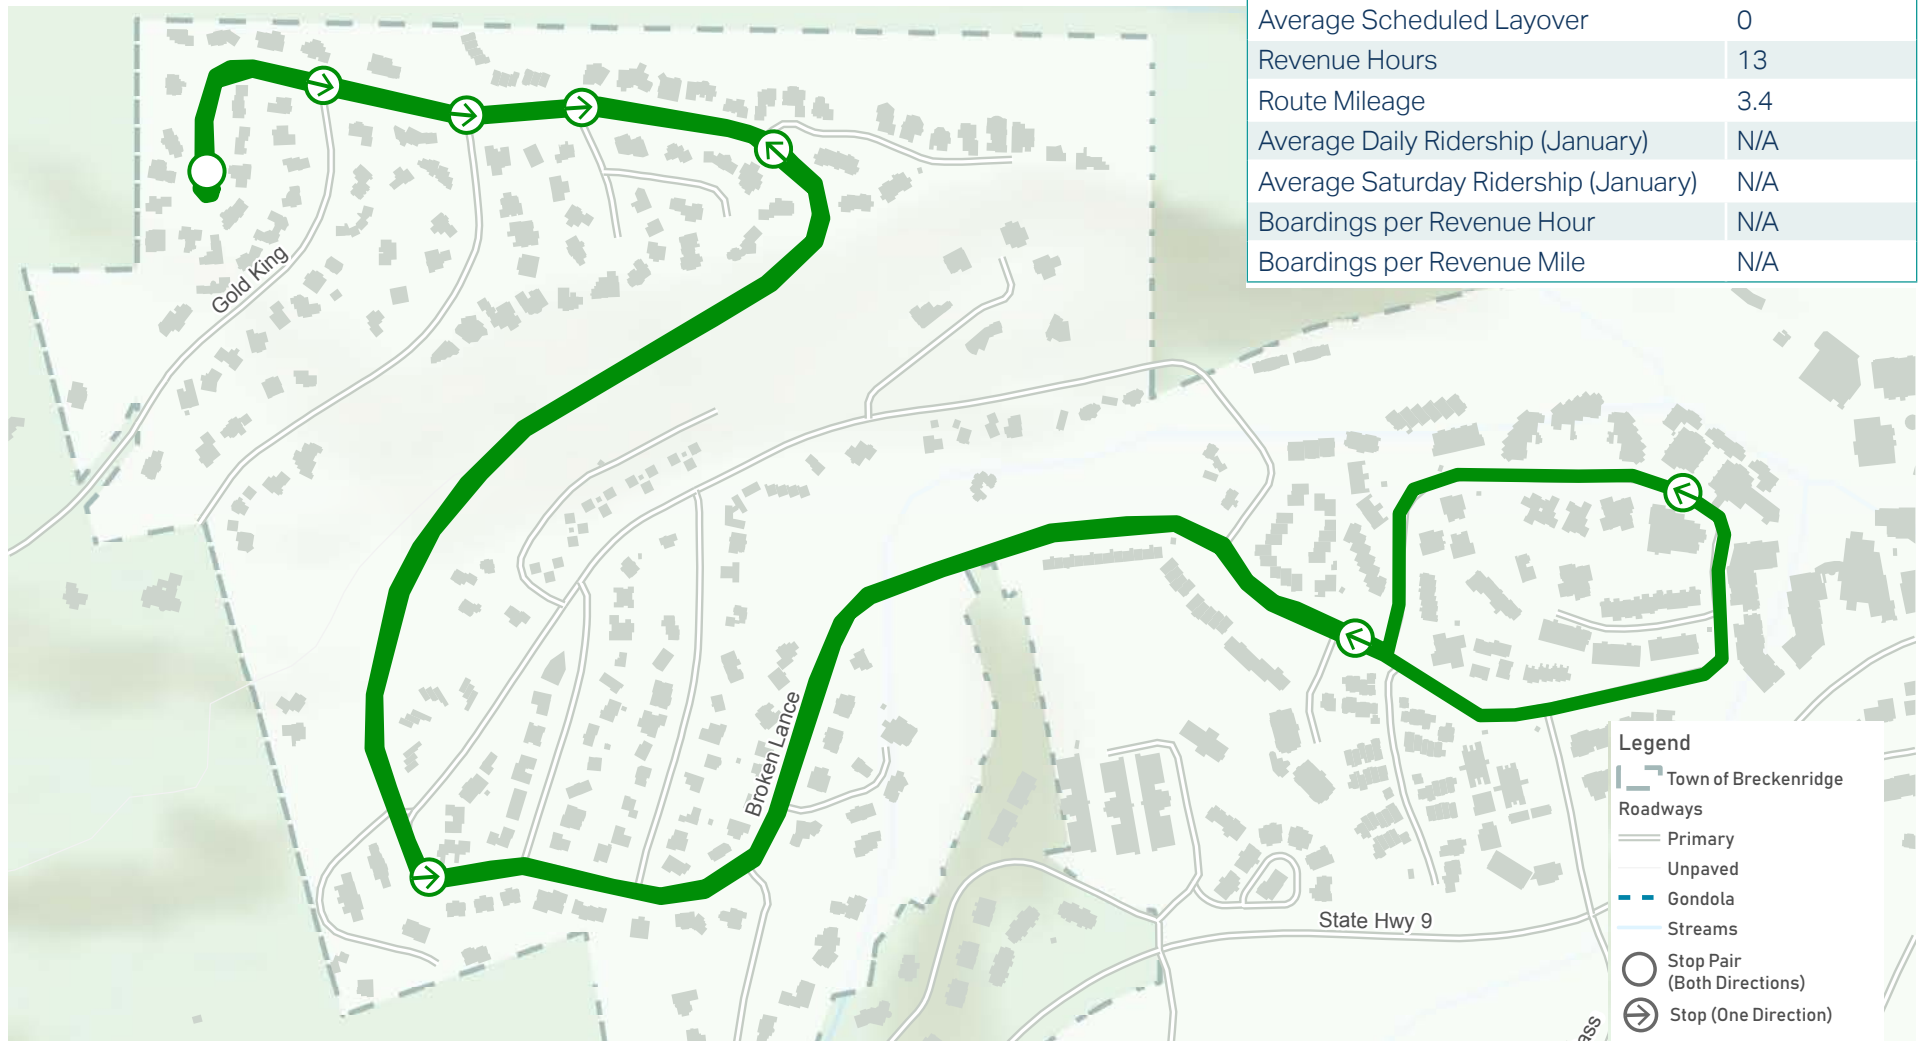 Average Scheduled Layover 0
Revenue Hours 13
Route Mileage 3.4
Average Daily Ridership (January) N/A
Average Saturday Ridership (January) N/A
Boardings per Revenue Hour N/A
Boardings per Revenue Mile N/A
Gold King
Broken Lance
State Hwy 9
Legend
Town of Breckenridge
Roadways
Primary
Unpaved
Gondola
Streams
Stop Pair
(Both Directions)
Stop (One Direction)